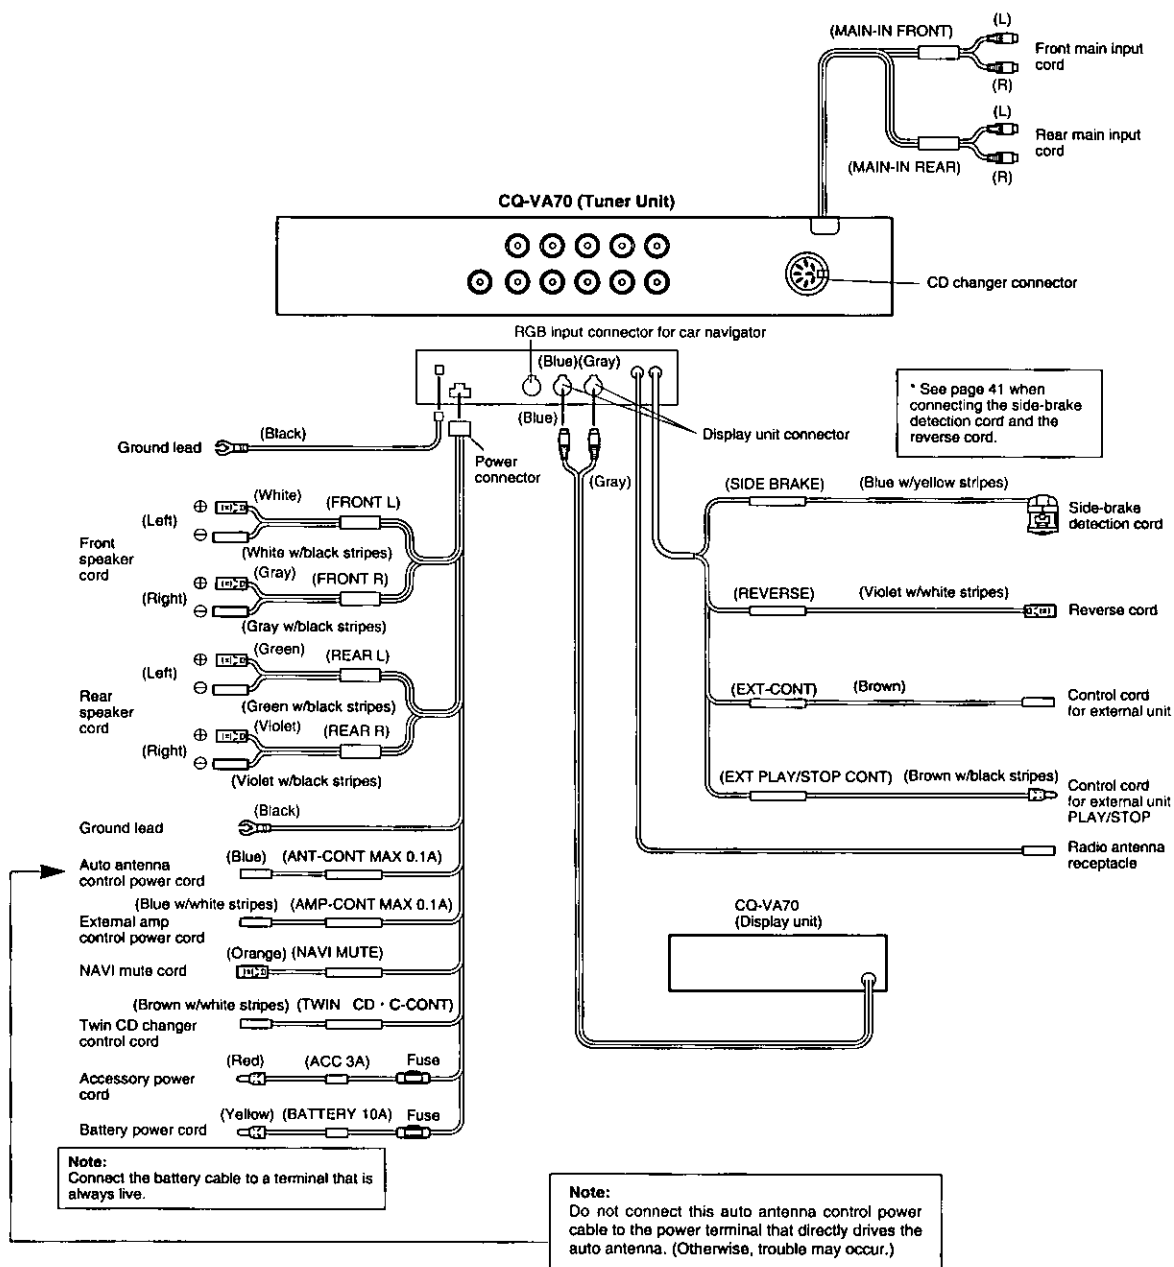 (MAIN-IN FRONT)
(L)
Front main input
cord
(R)
(L)
Rear main input
cord
(MAIN-IN REAR)
(R)
CQ-VA70 (Tuner Unit)
CD changer connector
RGB input connector for car navigator
(Blue)(Gray)
* See page 41 when
connecting the side-brake
detection cord and the
reverse cord.
(Blue)
Display unit connector
Ground lead
(Black)
Power
connector
(Gray)
(SIDE BRAKE)
(Blue w/yellow stripes)
Side-brake
detection cord
Front
speaker
cord
(Left)
⊕
(White)
(FRONT L)
⊖
(White w/black stripes)
(Right)
⊕
(Gray)
(FRONT R)
⊖
(Gray w/black stripes)
(REVERSE)
(Violet w/white stripes)
Reverse cord
Rear
speaker
cord
(Left)
⊕
(Green)
(REAR L)
⊖
(Green w/black stripes)
(Right)
⊕
(Violet)
(REAR R)
⊖
(Violet w/black stripes)
(EXT-CONT)
(Brown)
Control cord
for external unit
(EXT PLAY/STOP CONT)
(Brown w/black stripes)
Control cord
for external unit
PLAY/STOP
Ground lead
(Black)
Radio antenna
receptacle
Auto antenna
control power cord
(Blue)
(ANT-CONT MAX 0.1A)
(Blue w/white stripes)
(AMP-CONT MAX 0.1A)
External amp
control power cord
CQ-VA70
(Display unit)
NAVI mute cord
(Orange)
(NAVI MUTE)
(Brown w/white stripes)
(TWIN CD・C-CONT)
Twin CD changer
control cord
Accessory power
cord
(Red)
(ACC 3A)
Fuse
Battery power cord
(Yellow)
(BATTERY 10A)
Fuse
Note:
Connect the battery cable to a terminal that is
always live.
Note:
Do not connect this auto antenna control power
cable to the power terminal that directly drives the
auto antenna. (Otherwise, trouble may occur.)